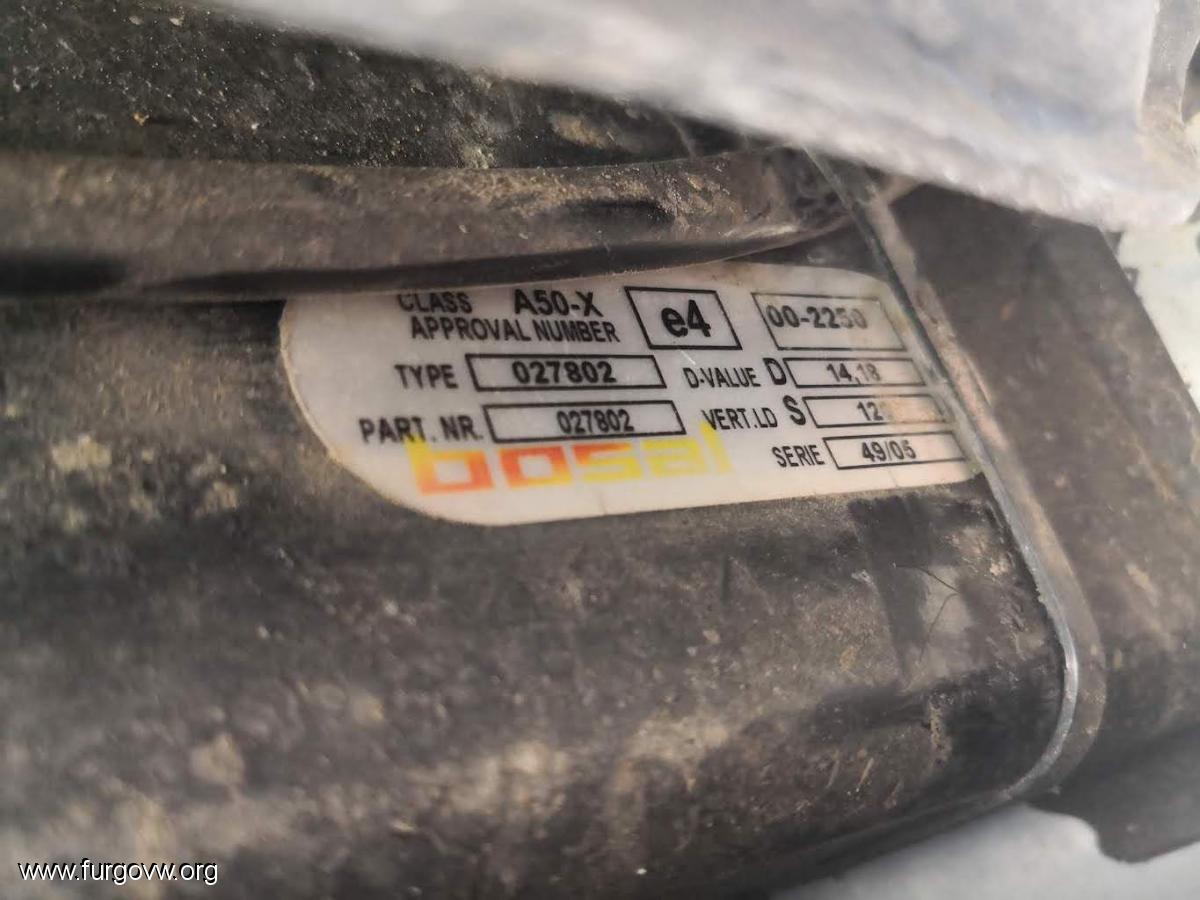 CLASS A50-X e4 00-2250
APPROVAL NUMBER
TYPE 027802 D-VALUE D 14,18
PART. NR. 027802 VERT.LD S
SERIE 49/05
bosal
www.furgovw.org